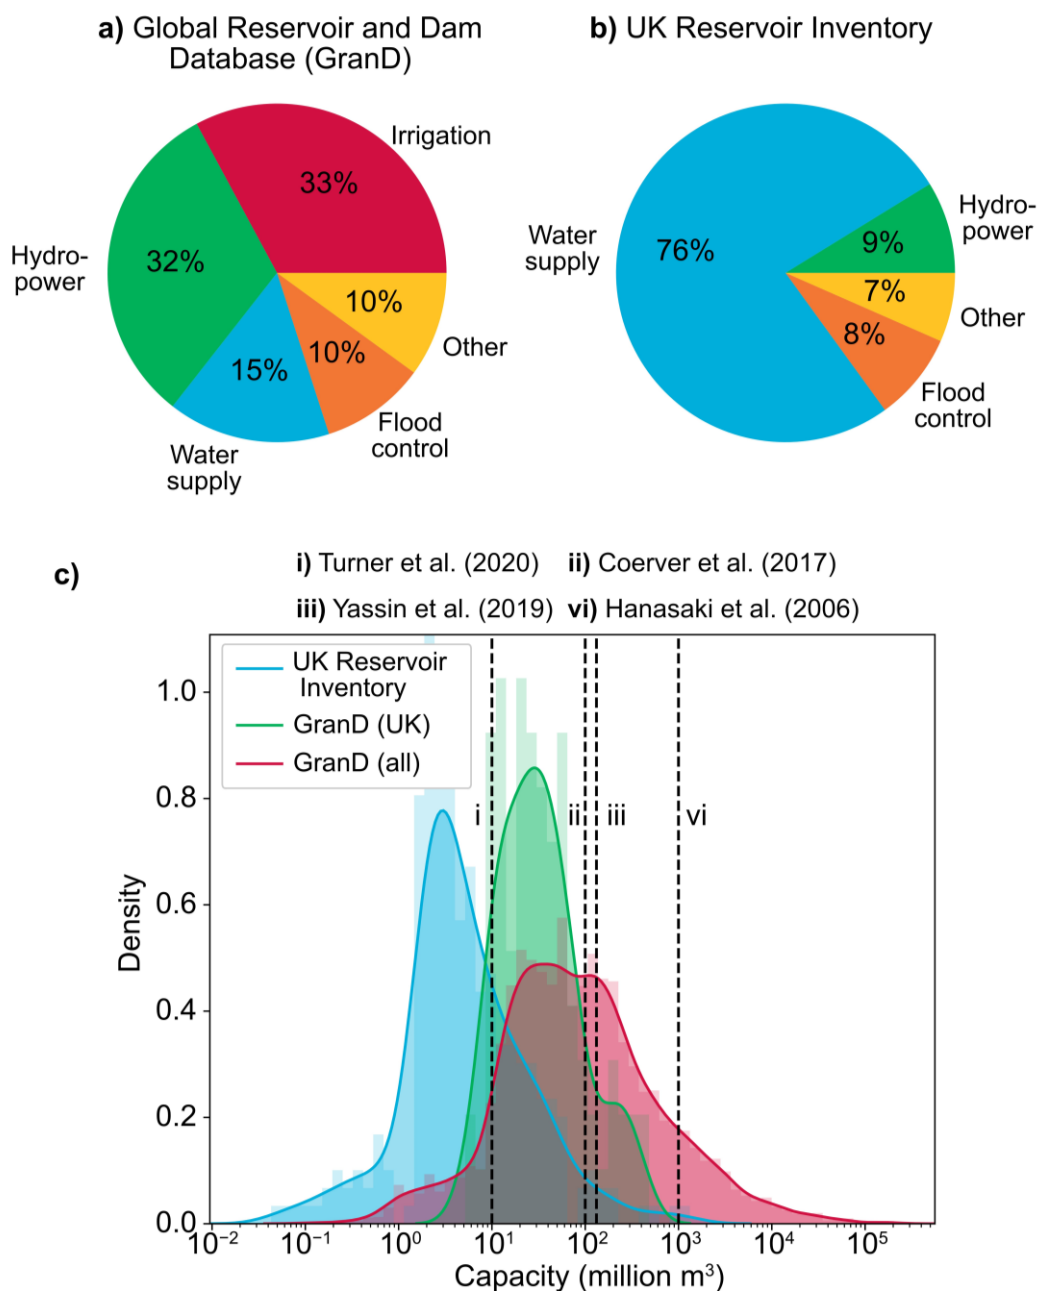 a) Global Reservoir and Dam
Database (GranD)
Irrigation
33%
Hydro-
power
32%
10%
Other
10%
15%
Flood
control
Water
supply
b) UK Reservoir Inventory
Water
supply
76%
Hydro-
power
9%
7%
Other
8%
Flood
control
c)
i) Turner et al. (2020) ii) Coerver et al. (2017)
iii) Yassin et al. (2019) vi) Hanasaki et al. (2006)
UK Reservoir
Inventory
GranD (UK)
GranD (all)
i
ii
iii
vi
Density
1.0
0.8
0.6
0.4
0.2
0.0
10⁻² 10⁻¹ 10⁰ 10¹ 10² 10³ 10⁴ 10⁵
Capacity (million m³)